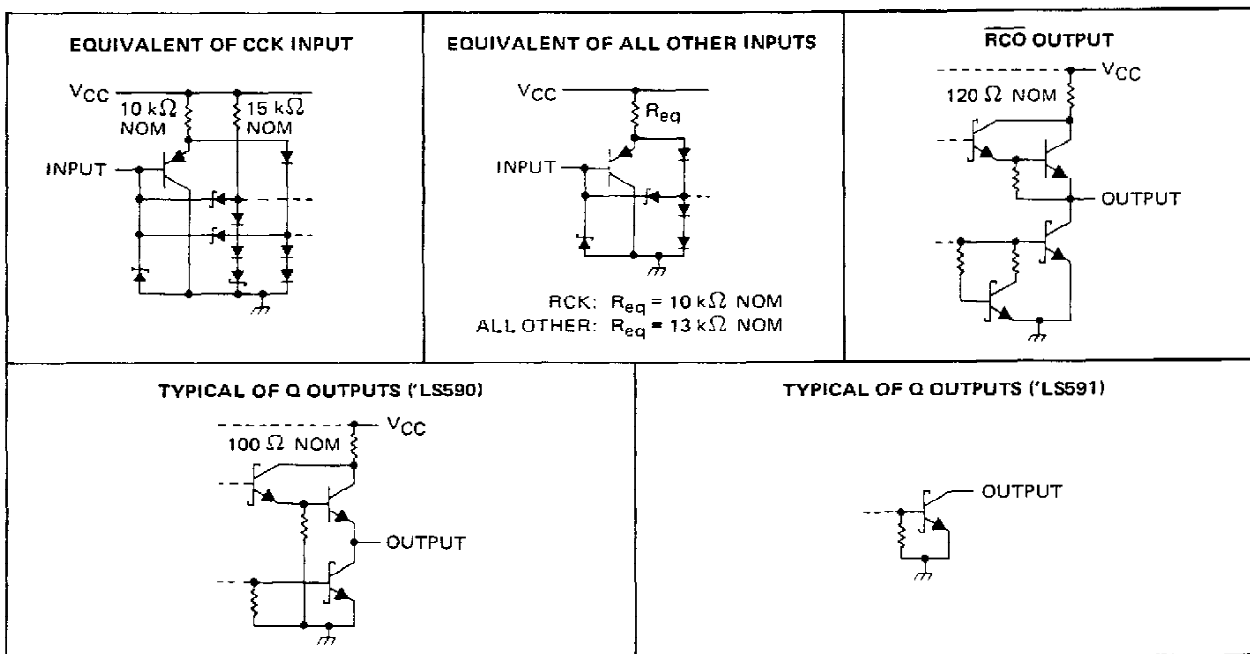 EQUIVALENT OF CCK INPUT
VCC
10 kΩ
NOM
15 kΩ
NOM
INPUT
EQUIVALENT OF ALL OTHER INPUTS
VCC
Req
INPUT
RCK: Req = 10 kΩ NOM
ALL OTHER: Req = 13 kΩ NOM
R̅C̅O̅ OUTPUT
VCC
120 Ω NOM
OUTPUT
TYPICAL OF Q OUTPUTS ('LS590)
VCC
100 Ω NOM
OUTPUT
TYPICAL OF Q OUTPUTS ('LS591)
OUTPUT